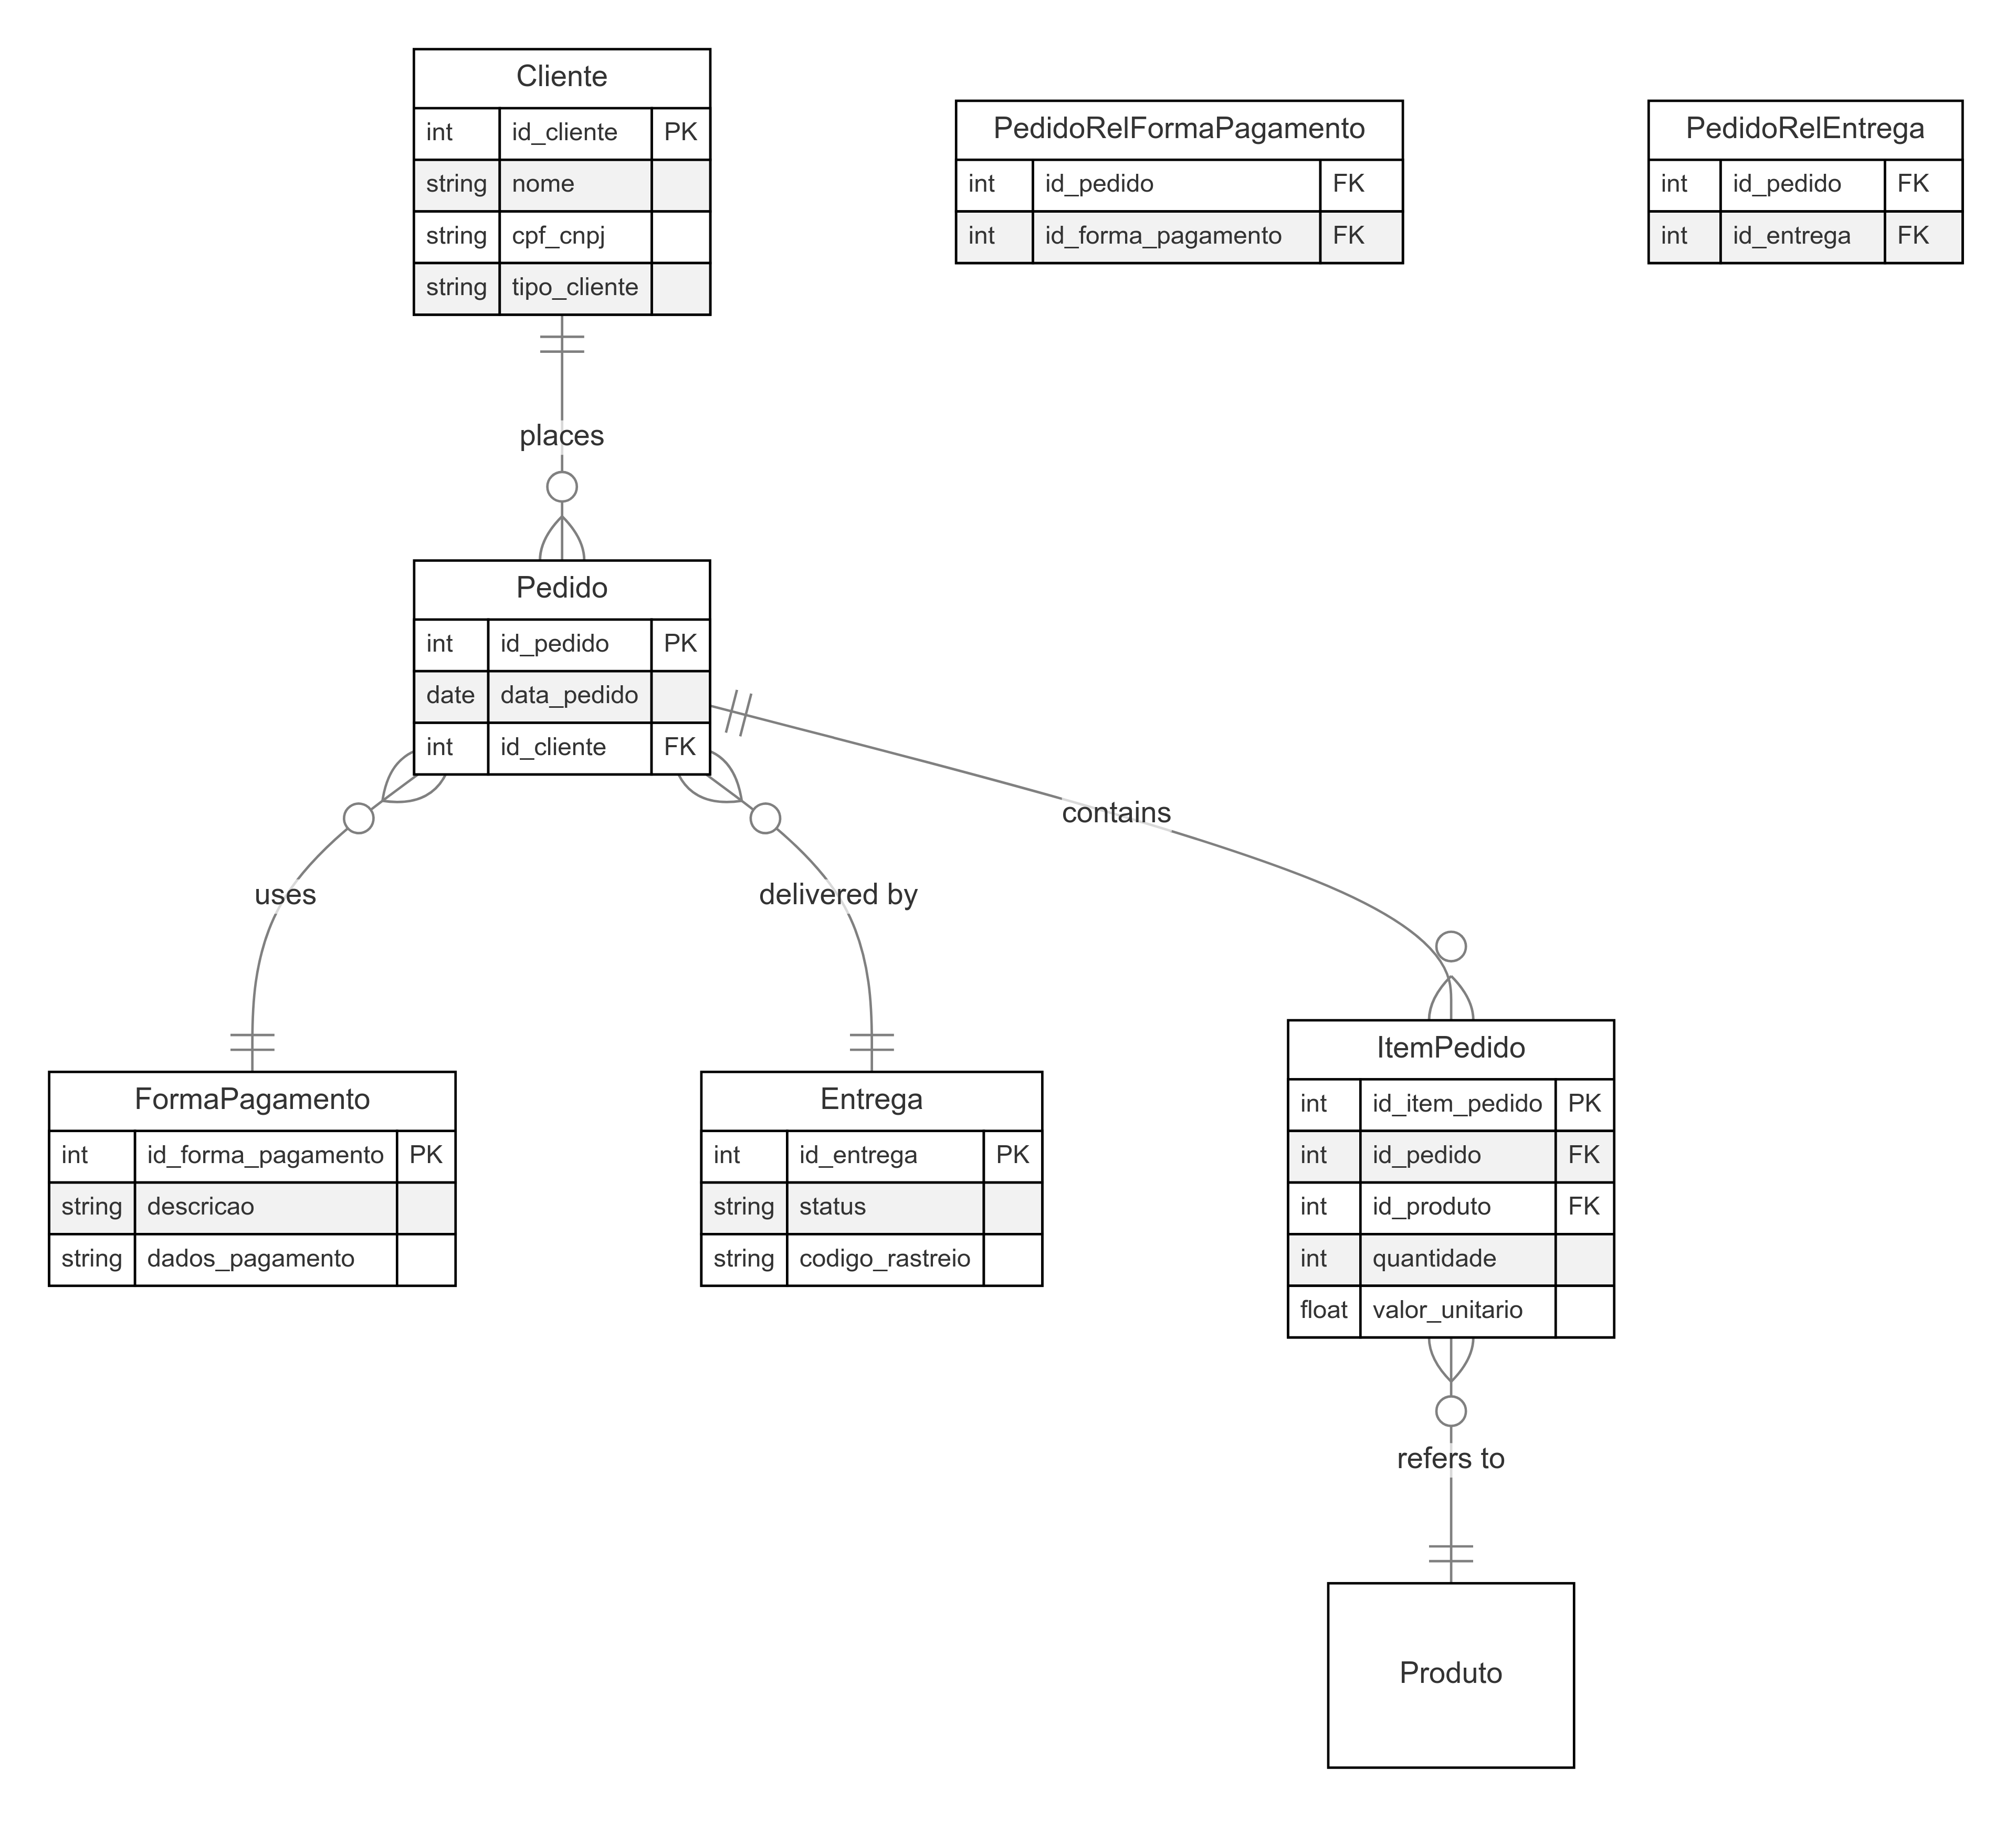 Cliente
int id_cliente PK
string nome
string cpf_cnpj
string tipo_cliente
PedidoRelFormaPagamento
int id_pedido FK
int id_forma_pagamento FK
PedidoRelEntrega
int id_pedido FK
int id_entrega FK
places
Pedido
int id_pedido PK
date data_pedido
int id_cliente FK
contains
uses
delivered by
FormaPagamento
int id_forma_pagamento PK
string descricao
string dados_pagamento
Entrega
int id_entrega PK
string status
string codigo_rastreio
ItemPedido
int id_item_pedido PK
int id_pedido FK
int id_produto FK
int quantidade
float valor_unitario
refers to
Produto